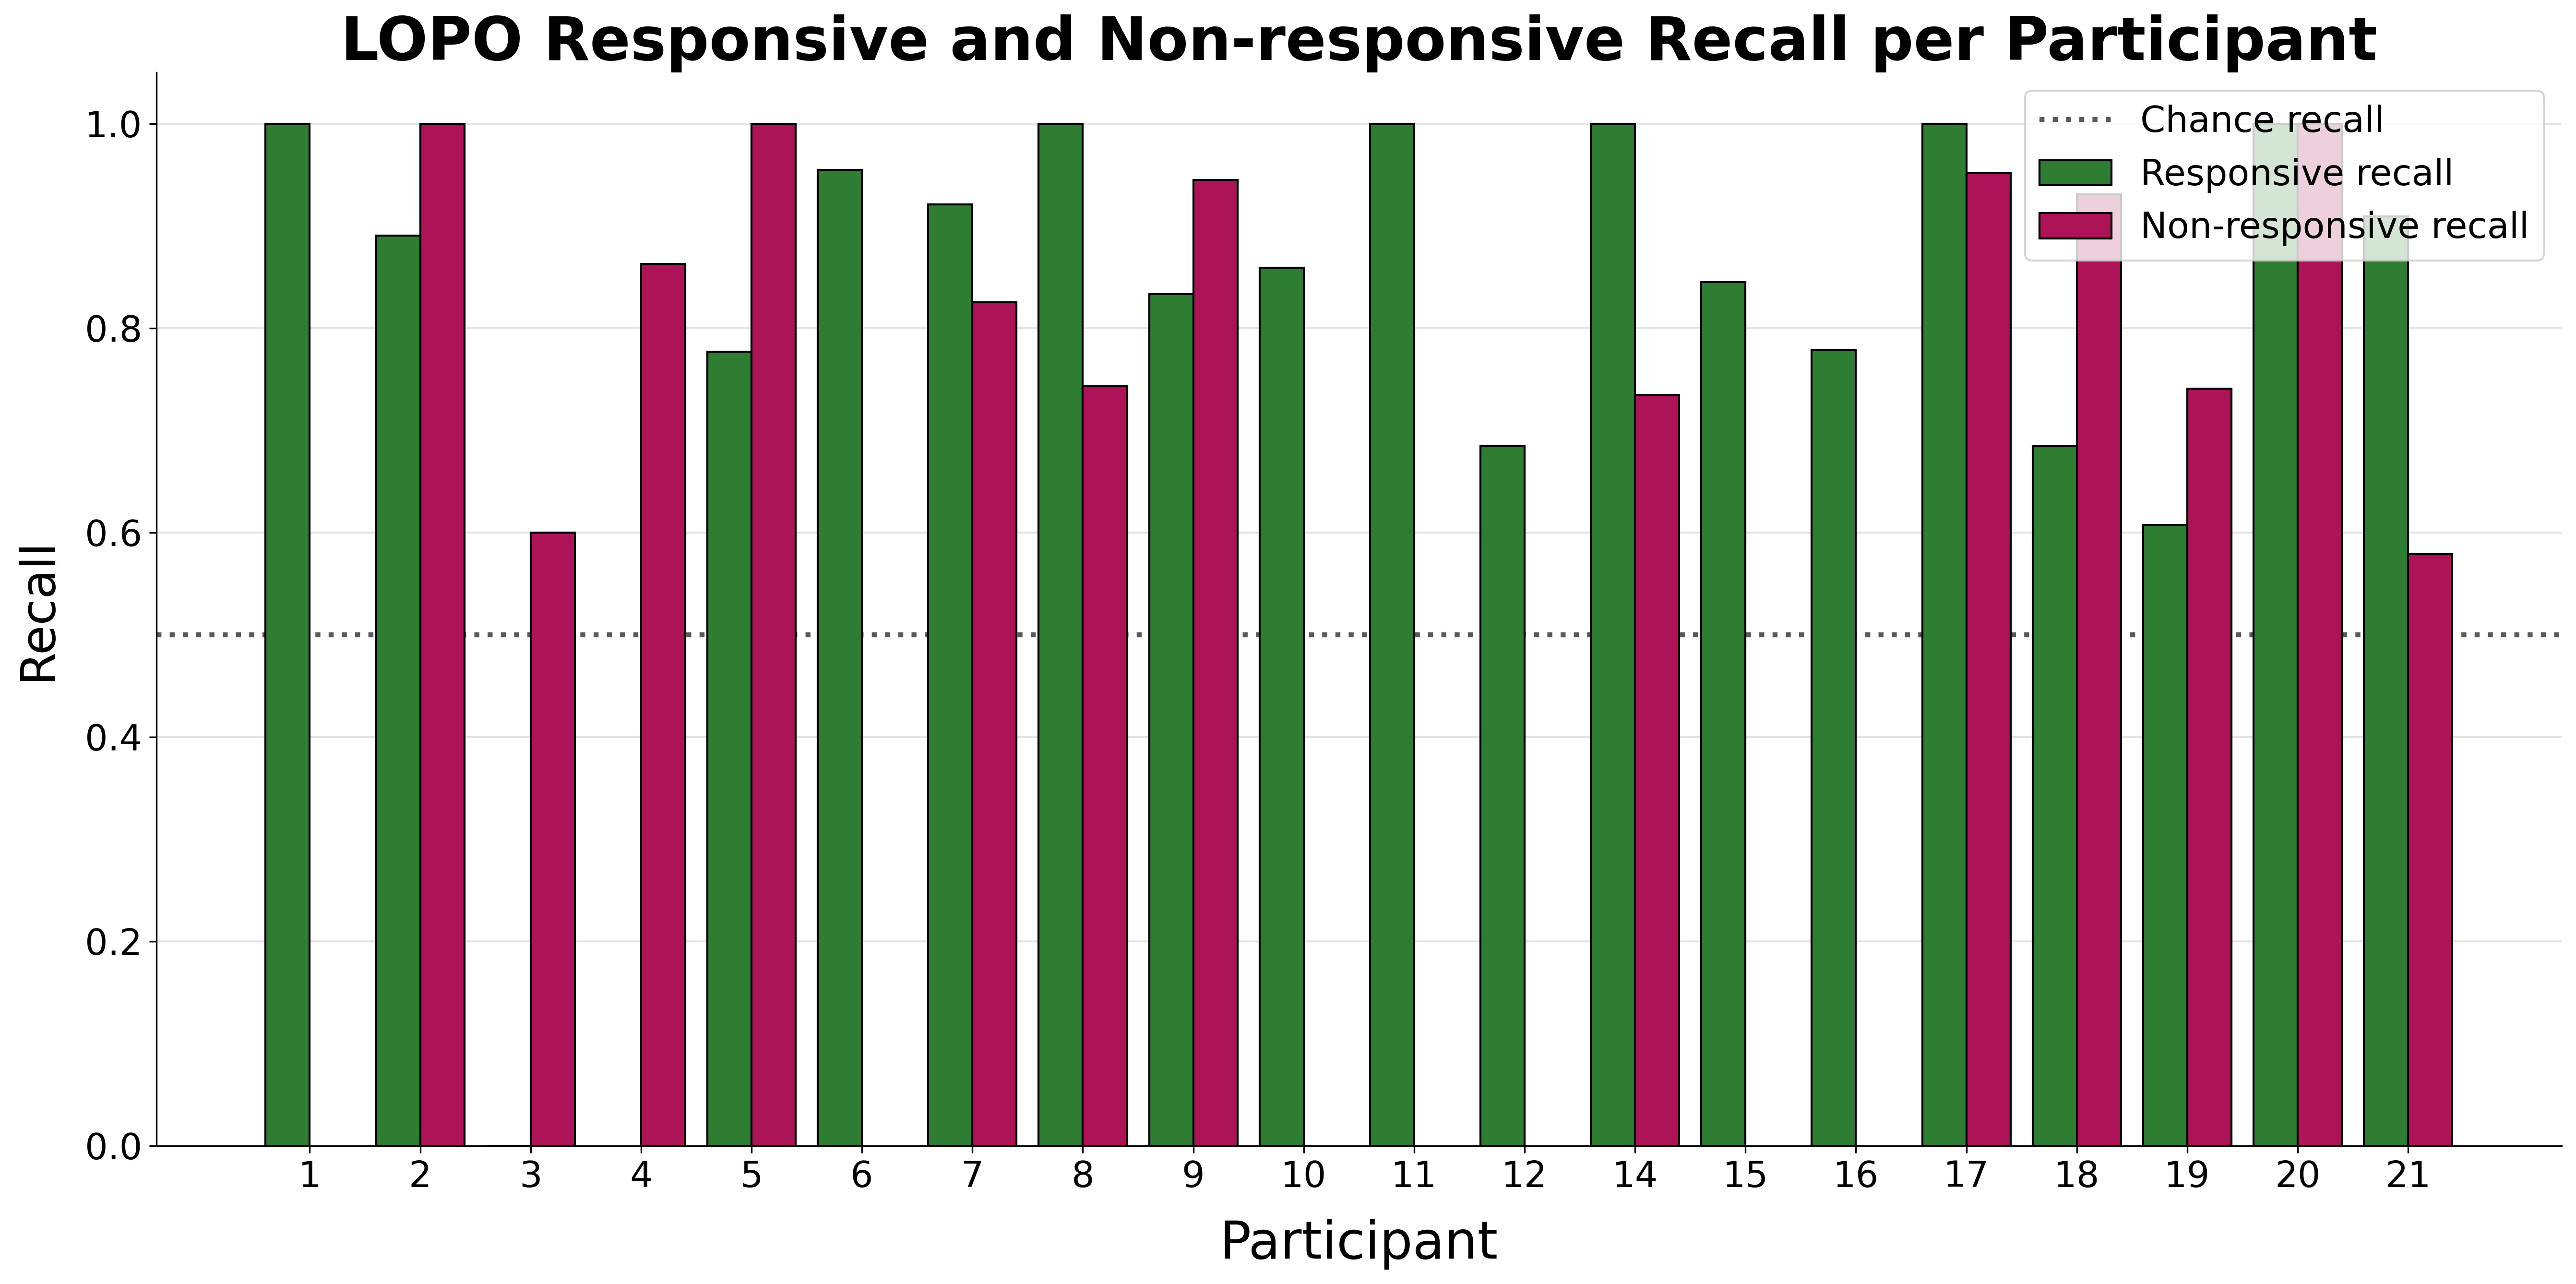 LOPO Responsive and Non-responsive Recall per Participant
Chance recall
Responsive recall
Non-responsive recall
1.0
0.8
0.6
0.4
0.2
0.0
Recall
1 2 3 4 5 6 7 8 9 10 11 12 14 15 16 17 18 19 20 21
Participant